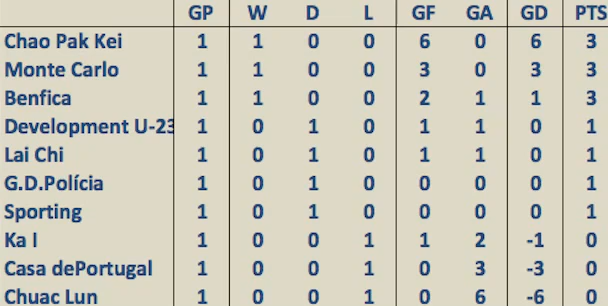 GP W D L GF GA GD PTS
Chao Pak Kei 1 1 0 0 6 0 6 3
Monte Carlo 1 1 0 0 3 0 3 3
Benfica 1 1 0 0 2 1 1 3
Development U-23 1 0 1 0 1 1 0 1
Lai Chi 1 0 1 0 1 1 0 1
G.D.Polícia 1 0 1 0 0 0 0 1
Sporting 1 0 1 0 0 0 0 1
Ka I 1 0 0 1 1 2 -1 0
Casa dePortugal 1 0 0 1 0 3 -3 0
Chuac Lun 1 0 0 1 0 6 -6 0